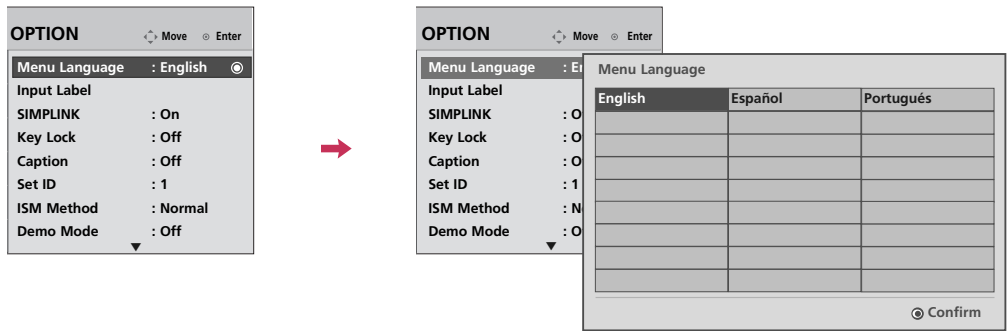 OPTION Move Enter
Menu Language : English
Input Label
SIMPLINK : On
Key Lock : Off
Caption : Off
Set ID : 1
ISM Method : Normal
Demo Mode : Off
OPTION Move Enter
Menu Language : En
Input Label
SIMPLINK : O
Key Lock : O
Caption : O
Set ID : 1
ISM Method : N
Demo Mode : O
Menu Language
English Español Portugués
Confirm